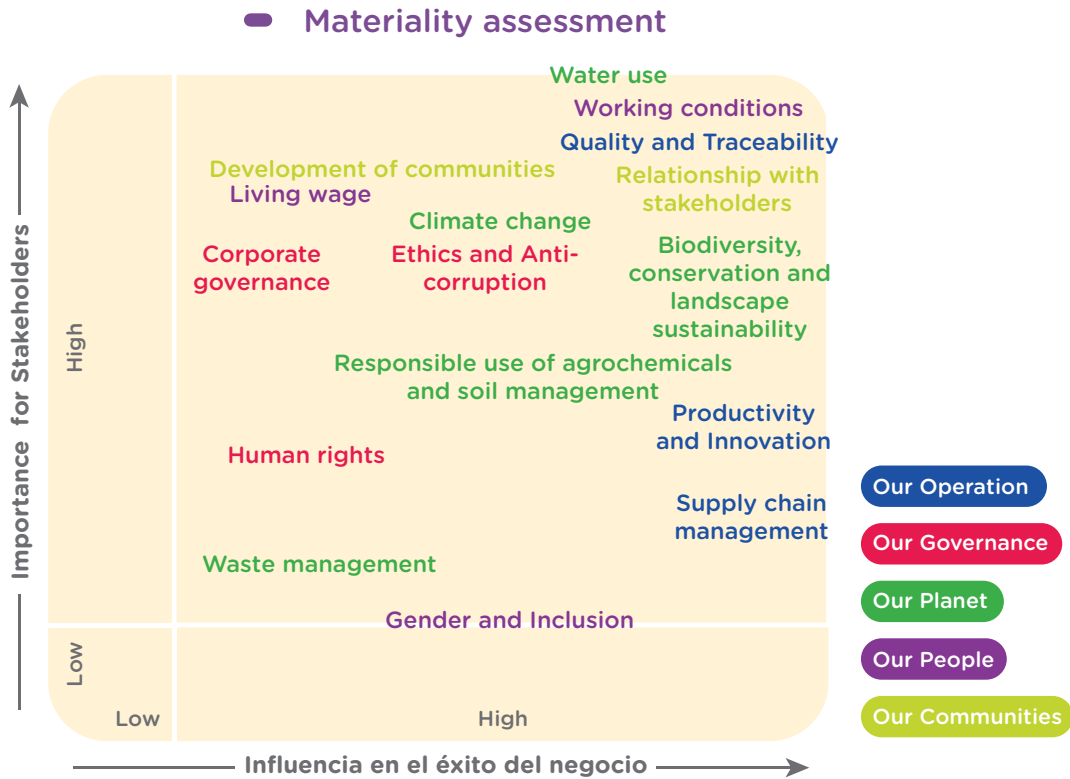 Materiality assessment
Water use
Working conditions
Quality and Traceability
Development of communities
Living wage
Relationship with
stakeholders
Climate change
Corporate
governance
Ethics and Anti-
corruption
Biodiversity,
conservation and
landscape
sustainability
Responsible use of agrochemicals
and soil management
Productivity
and Innovation
Human rights
Supply chain
management
Waste management
Gender and Inclusion
Importance for Stakeholders
High
Low
Low
High
Influencia en el éxito del negocio
Our Operation
Our Governance
Our Planet
Our People
Our Communities